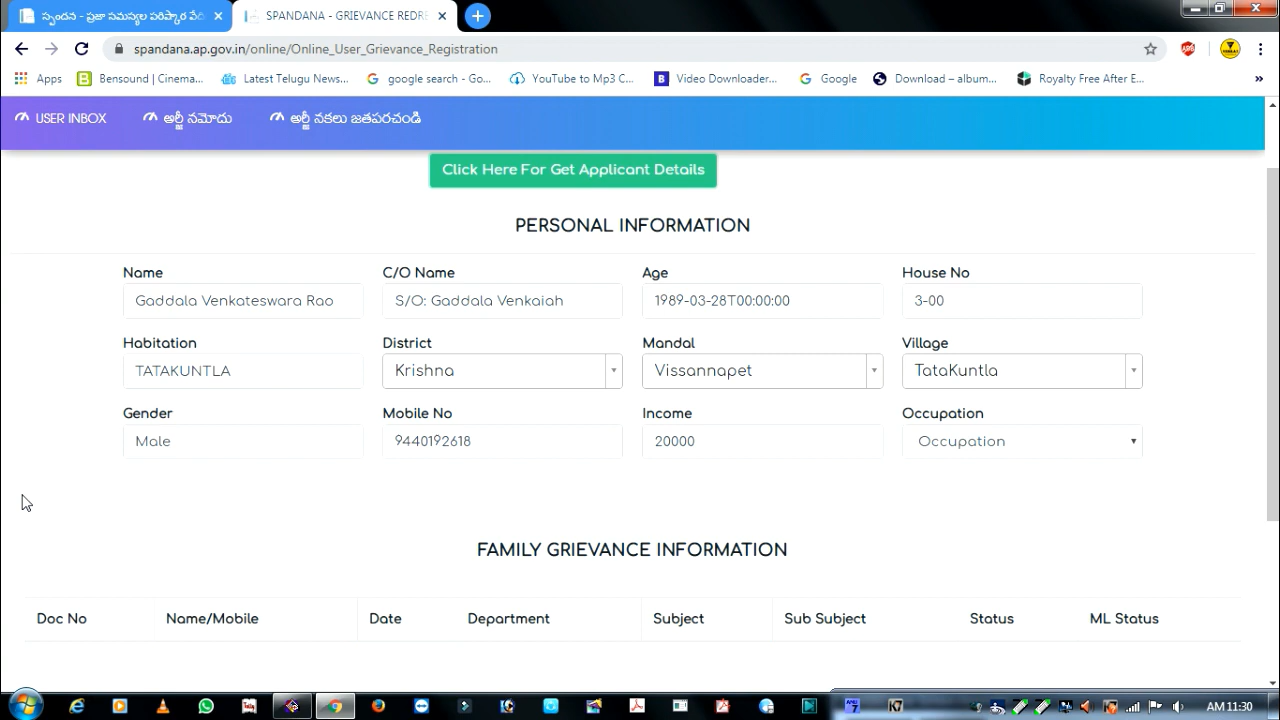 స్పందన - ప్రజా సమస్యల పరిష్కార వేది
SPANDANA - GRIEVANCE REDRE
spandana.ap.gov.in/online/Online_User_Grievance_Registration
Apps Bensound | Cinema... Latest Telugu News... google search - Go... YouTube to Mp3 C... Video Downloader... Google Download – album... Royalty Free After E... »
USER INBOX అర్జీ నమోదు అర్జీ నకలు జతపరచండి
Click Here For Get Applicant Details
PERSONAL INFORMATION
Name C/O Name Age House No
Gaddala Venkateswara Rao S/O: Gaddala Venkaiah 1989-03-28T00:00:00 3-00
Habitation District Mandal Village
TATAKUNTLA Krishna Vissannapet TataKuntla
Gender Mobile No Income Occupation
Male 9440192618 20000 Occupation
FAMILY GRIEVANCE INFORMATION
Doc No Name/Mobile Date Department Subject Sub Subject Status ML Status
AM 11:30